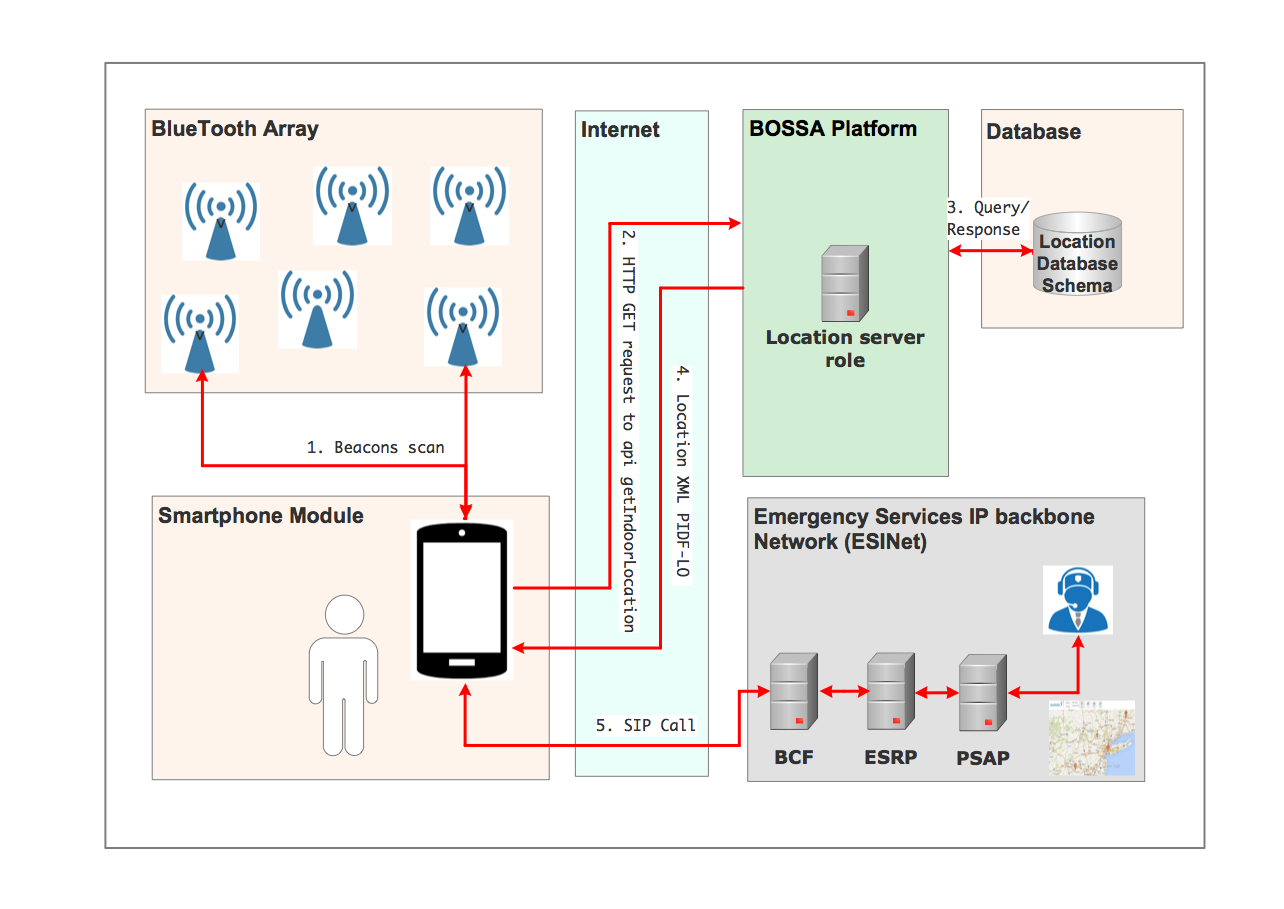 BlueTooth Array
Internet
BOSSA Platform
Database
3. Query/
Response
Location
Database
Schema
Location server
role
2. HTTP GET request to api getIndoorLocation
4. Location XML PIDF-LO
1. Beacons scan
Smartphone Module
Emergency Services IP backbone
Network (ESINet)
5. SIP Call
BCF
ESRP
PSAP